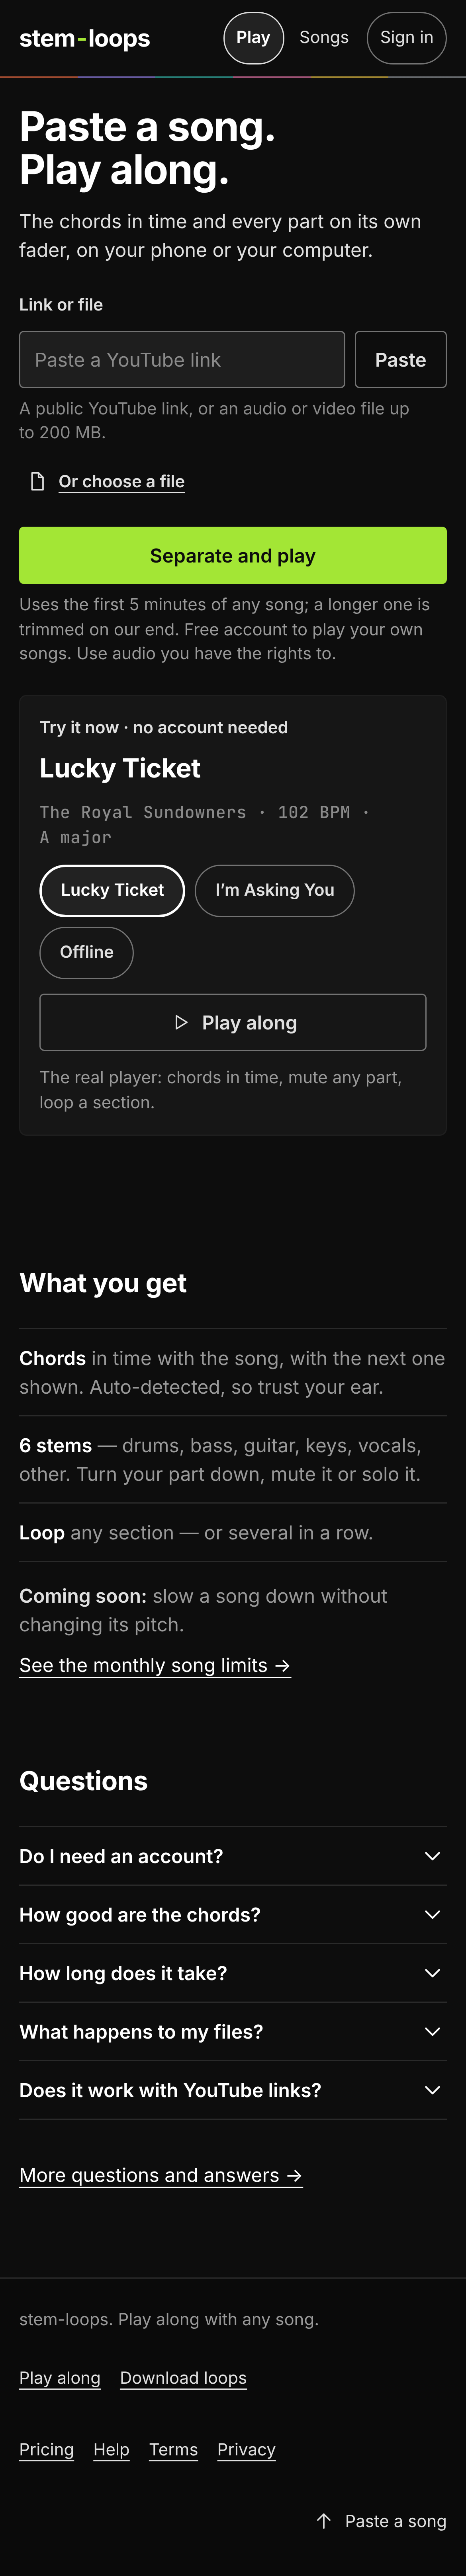 stem-loops
Play Songs Sign in
Paste a song.
Play along.
The chords in time and every part on its own
fader, on your phone or your computer.
Link or file
Paste a YouTube link
Paste
A public YouTube link, or an audio or video file up
to 200 MB.
Or choose a file
Separate and play
Uses the first 5 minutes of any song; a longer one is
trimmed on our end. Free account to play your own
songs. Use audio you have the rights to.
Try it now · no account needed
Lucky Ticket
The Royal Sundowners · 102 BPM ·
A major
Lucky Ticket I’m Asking You
Offline
Play along
The real player: chords in time, mute any part,
loop a section.
What you get
Chords in time with the song, with the next one
shown. Auto-detected, so trust your ear.
6 stems — drums, bass, guitar, keys, vocals,
other. Turn your part down, mute it or solo it.
Loop any section — or several in a row.
Coming soon: slow a song down without
changing its pitch.
See the monthly song limits →
Questions
Do I need an account?
How good are the chords?
How long does it take?
What happens to my files?
Does it work with YouTube links?
More questions and answers →
stem-loops. Play along with any song.
Play along Download loops
Pricing Help Terms Privacy
↑ Paste a song